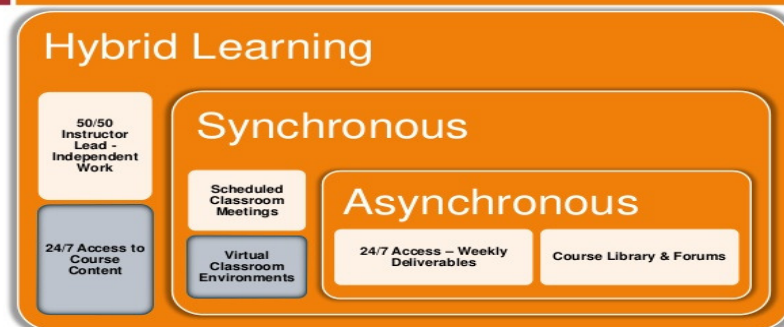 Hybrid Learning
50/50
Instructor
Lead -
Independent
Work
24/7 Access to
Course
Content
Synchronous
Scheduled
Classroom
Meetings
Virtual
Classroom
Environments
Asynchronous
24/7 Access – Weekly
Deliverables
Course Library & Forums